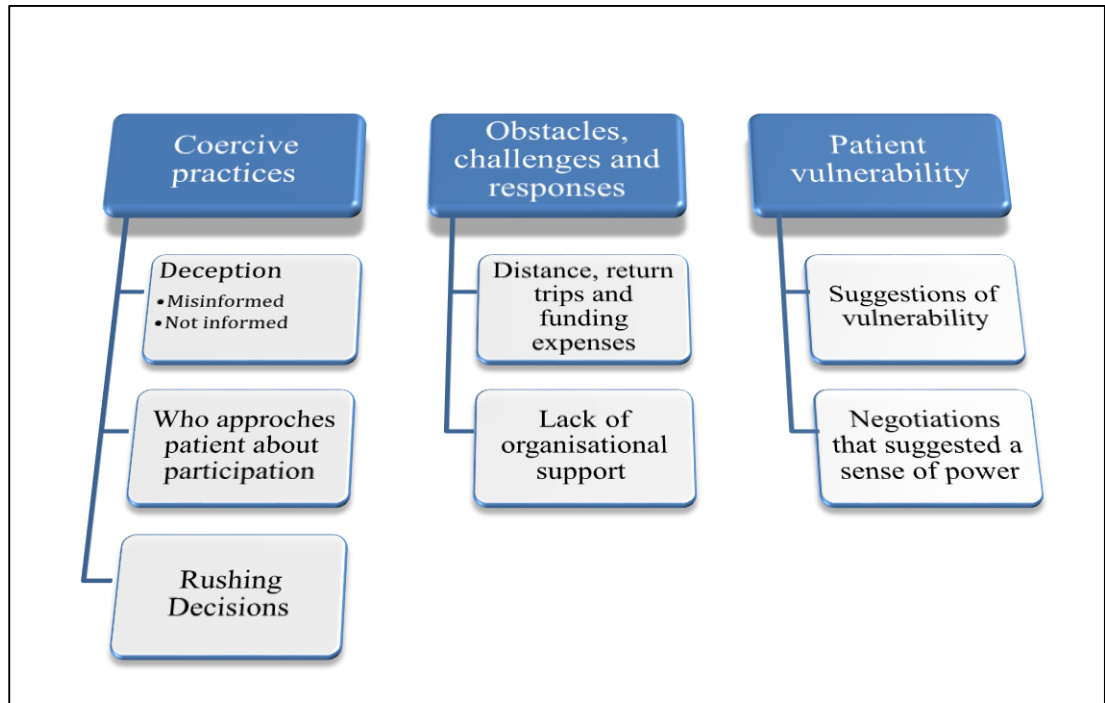 Coercive
practices
Deception
•Misinformed
•Not informed
Who approches
patient about
participation
Rushing
Decisions
Obstacles,
challenges and
responses
Distance, return
trips and
funding
expenses
Lack of
organisational
support
Patient
vulnerability
Suggestions of
vulnerability
Negotiations
that suggested a
sense of power